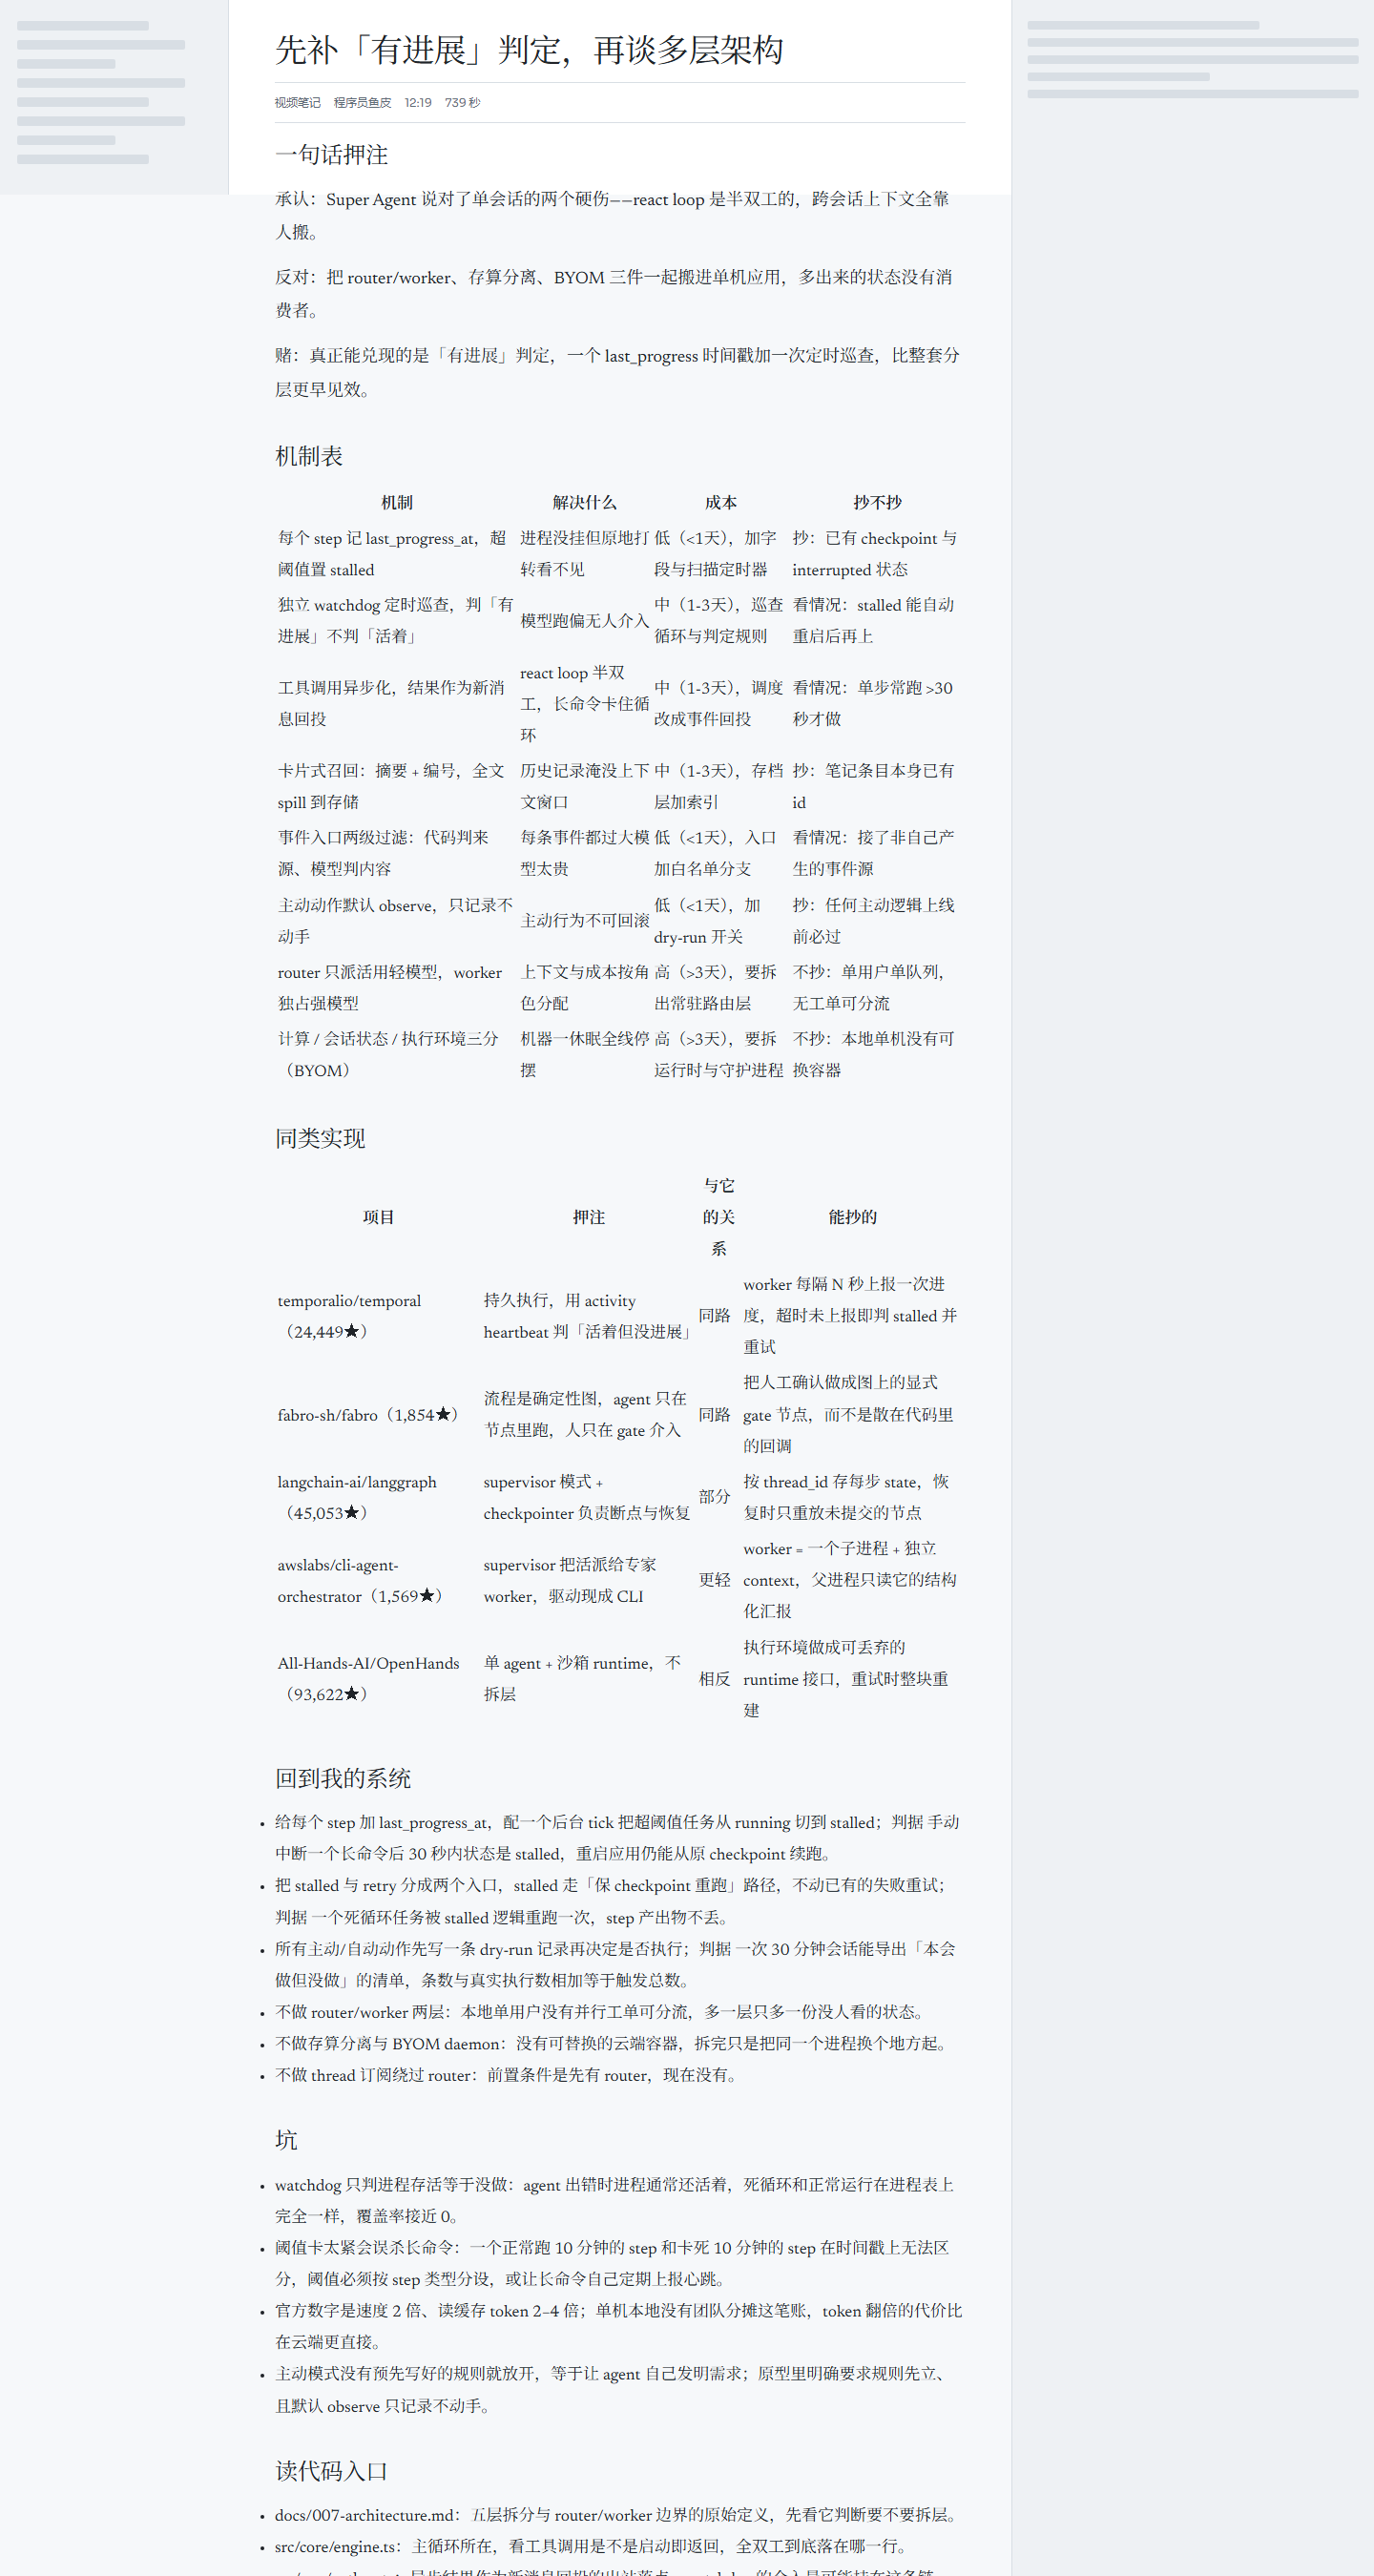 先补「有进展」判定，再谈多层架构
视频笔记 程序员鱼皮 12:19 739 秒
一句话押注
承认：Super Agent 说对了单会话的两个硬伤——react loop 是半双工的，跨会话上下文全靠
人搬。
反对：把 router/worker、存算分离、BYOM 三件一起搬进单机应用，多出来的状态没有消
费者。
赌：真正能兑现的是「有进展」判定，一个 last_progress 时间戳加一次定时巡查，比整套分
层更早见效。
机制表
机制 解决什么 成本 抄不抄
每个 step 记 last_progress_at，超 进程没挂但原地打 低（<1天），加字 抄：已有 checkpoint 与
阈值置 stalled 转看不见 段与扫描定时器 interrupted 状态
独立 watchdog 定时巡查，判「有 模型跑偏无人介入 中（1-3天），巡查 看情况：stalled 能自动
进展」不判「活着」 循环与判定规则 重启后再上
工具调用异步化，结果作为新消 react loop 半双 中（1-3天），调度 看情况：单步常跑 >30
息回投 工，长命令卡住循 改成事件回投 秒才做
环
卡片式召回：摘要 + 编号，全文 历史记录淹没上下 中（1-3天），存档 抄：笔记条目本身已有
spill 到存储 文窗口 层加索引 id
事件入口两级过滤：代码判来 每条事件都过大模 低（<1天），入口 看情况：接了非自己产
源、模型判内容 型太贵 加白名单分支 生的事件源
主动动作默认 observe，只记录不 主动行为不可回滚 低（<1天），加 抄：任何主动逻辑上线
动手 dry-run 开关 前必过
router 只派活用轻模型，worker 上下文与成本按角 高（>3天），要拆 不抄：单用户单队列，
独占强模型 色分配 出常驻路由层 无工单可分流
计算 / 会话状态 / 执行环境三分 机器一休眠全线停 高（>3天），要拆 不抄：本地单机没有可
（BYOM） 摆 运行时与守护进程 换容器
同类实现
与它
项目 押注 的关 能抄的
系
temporalio/temporal 持久执行，用 activity 同路 worker 每隔 N 秒上报一次进
（24,449★） heartbeat 判「活着但没进展」 度，超时未上报即判 stalled 并
重试
fabro-sh/fabro（1,854★） 流程是确定性图，agent 只在 同路 把人工确认做成图上的显式
节点里跑，人只在 gate 介入 gate 节点，而不是散在代码里
的回调
langchain-ai/langgraph supervisor 模式 + 部分 按 thread_id 存每步 state，恢
（45,053★） checkpointer 负责断点与恢复 复时只重放未提交的节点
awslabs/cli-agent- supervisor 把活派给专家 更轻 worker = 一个子进程 + 独立
orchestrator（1,569★） worker，驱动现成 CLI context，父进程只读它的结构
化汇报
All-Hands-AI/OpenHands 单 agent + 沙箱 runtime，不 相反 执行环境做成可丢弃的
（93,622★） 拆层 runtime 接口，重试时整块重
建
回到我的系统
• 给每个 step 加 last_progress_at，配一个后台 tick 把超阈值任务从 running 切到 stalled；判据 手动
中断一个长命令后 30 秒内状态是 stalled，重启应用仍能从原 checkpoint 续跑。
• 把 stalled 与 retry 分成两个入口，stalled 走「保 checkpoint 重跑」路径，不动已有的失败重试；
判据 一个死循环任务被 stalled 逻辑重跑一次，step 产出物不丢。
• 所有主动/自动动作先写一条 dry-run 记录再决定是否执行；判据 一次 30 分钟会话能导出「本会
做但没做」的清单，条数与真实执行数相加等于触发总数。
• 不做 router/worker 两层：本地单用户没有并行工单可分流，多一层只多一份没人看的状态。
• 不做存算分离与 BYOM daemon：没有可替换的云端容器，拆完只是把同一个进程换个地方起。
• 不做 thread 订阅绕过 router：前置条件是先有 router，现在没有。
坑
• watchdog 只判进程存活等于没做：agent 出错时进程通常还活着，死循环和正常运行在进程表上
完全一样，覆盖率接近 0。
• 阈值卡太紧会误杀长命令：一个正常跑 10 分钟的 step 和卡死 10 分钟的 step 在时间戳上无法区
分，阈值必须按 step 类型分设，或让长命令自己定期上报心跳。
• 官方数字是速度 2 倍、读缓存 token 2–4 倍；单机本地没有团队分摊这笔账，token 翻倍的代价比
在云端更直接。
• 主动模式没有预先写好的规则就放开，等于让 agent 自己发明需求；原型里明确要求规则先立、
且默认 observe 只记录不动手。
读代码入口
• docs/007-architecture.md：五层拆分与 router/worker 边界的原始定义，先看它判断要不要拆层。
• src/core/engine.ts：主循环所在，看工具调用是不是启动即返回，全双工到底落在哪一行。